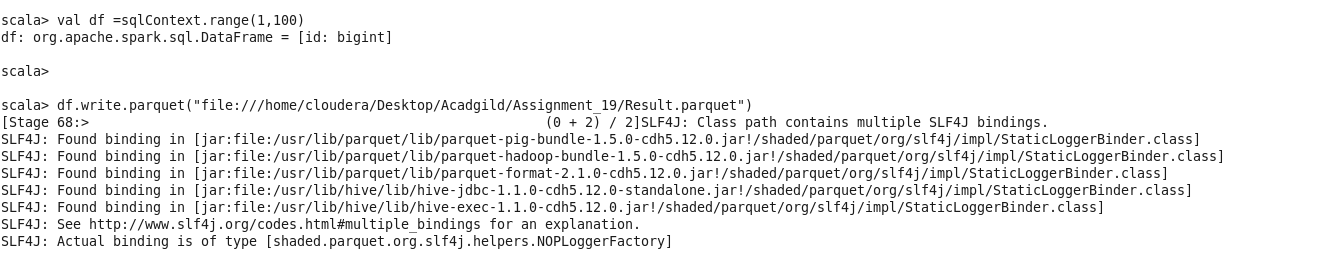 scala> val df =sqlContext.range(1,100)
df: org.apache.spark.sql.DataFrame = [id: bigint]
scala>
scala> df.write.parquet("file:///home/cloudera/Desktop/Acadgild/Assignment_19/Result.parquet")
[Stage 68:> (0 + 2) / 2]SLF4J: Class path contains multiple SLF4J bindings.
SLF4J: Found binding in [jar:file:/usr/lib/parquet/lib/parquet-pig-bundle-1.5.0-cdh5.12.0.jar!/shaded/parquet/org/slf4j/impl/StaticLoggerBinder.class]
SLF4J: Found binding in [jar:file:/usr/lib/parquet/lib/parquet-hadoop-bundle-1.5.0-cdh5.12.0.jar!/shaded/parquet/org/slf4j/impl/StaticLoggerBinder.class]
SLF4J: Found binding in [jar:file:/usr/lib/parquet/lib/parquet-format-2.1.0-cdh5.12.0.jar!/shaded/parquet/org/slf4j/impl/StaticLoggerBinder.class]
SLF4J: Found binding in [jar:file:/usr/lib/hive/lib/hive-jdbc-1.1.0-cdh5.12.0-standalone.jar!/shaded/parquet/org/slf4j/impl/StaticLoggerBinder.class]
SLF4J: Found binding in [jar:file:/usr/lib/hive/lib/hive-exec-1.1.0-cdh5.12.0.jar!/shaded/parquet/org/slf4j/impl/StaticLoggerBinder.class]
SLF4J: See http://www.slf4j.org/codes.html#multiple_bindings for an explanation.
SLF4J: Actual binding is of type [shaded.parquet.org.slf4j.helpers.NOPLoggerFactory]